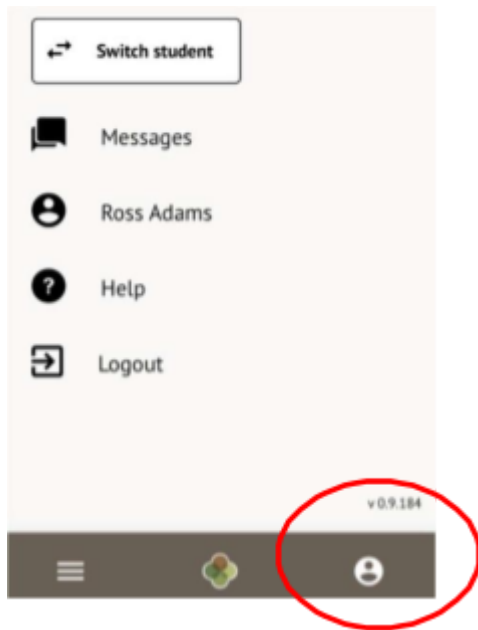 Switch student
Messages
Ross Adams
Help
Logout
v 0.9.184